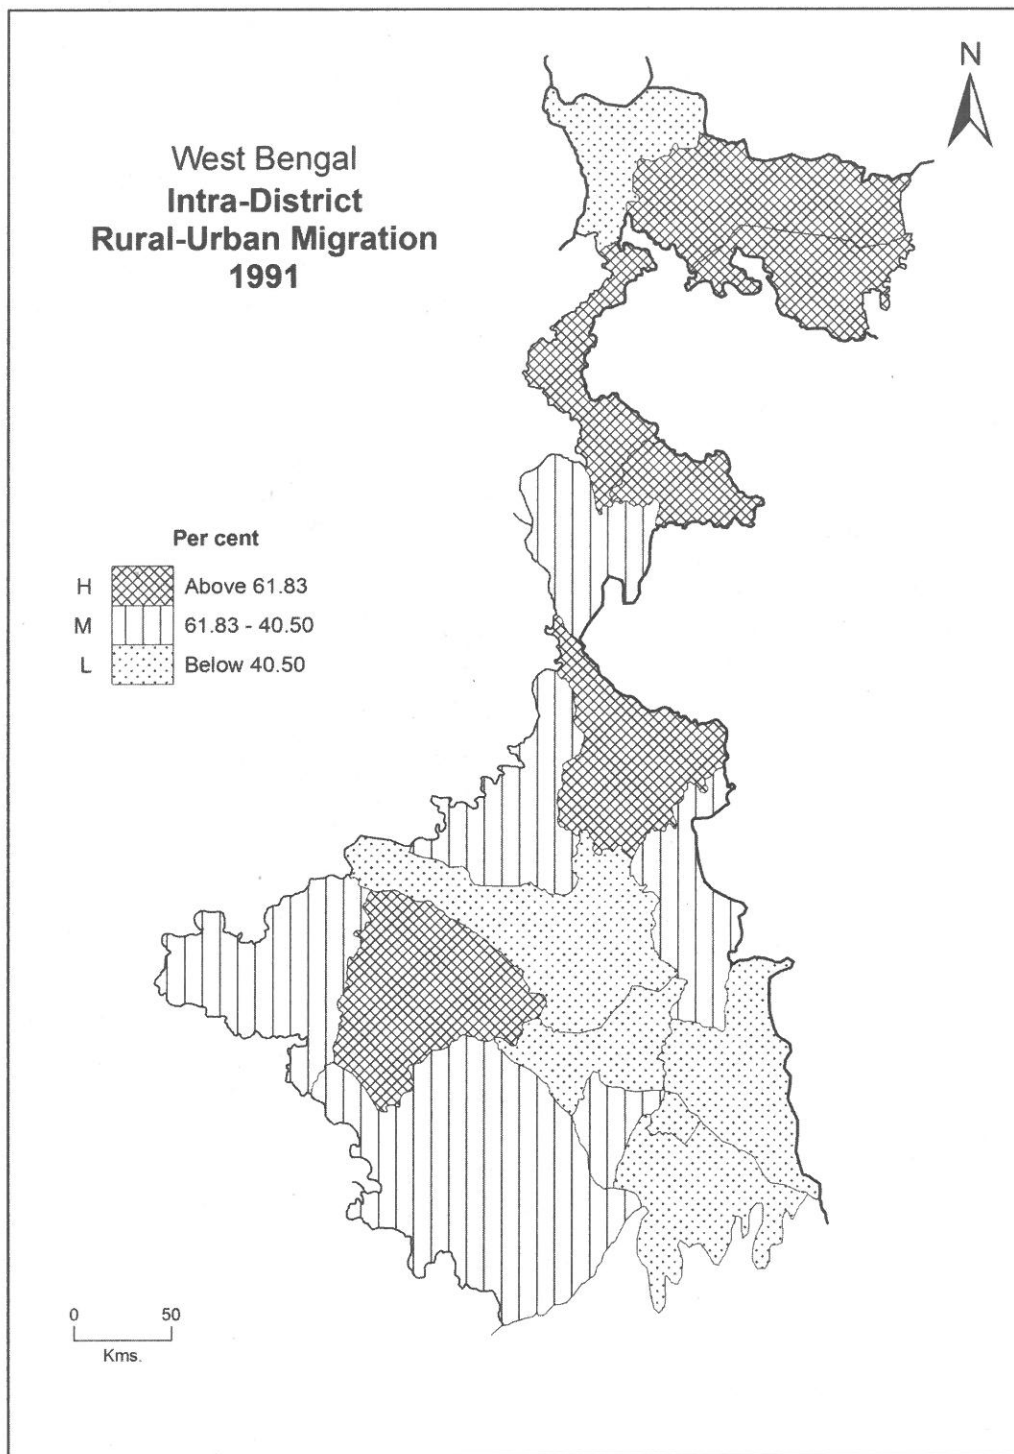 N
West Bengal
Intra-District
Rural-Urban Migration
1991
Per cent
H Above 61.83
M 61.83 - 40.50
L Below 40.50
0 50
Kms.